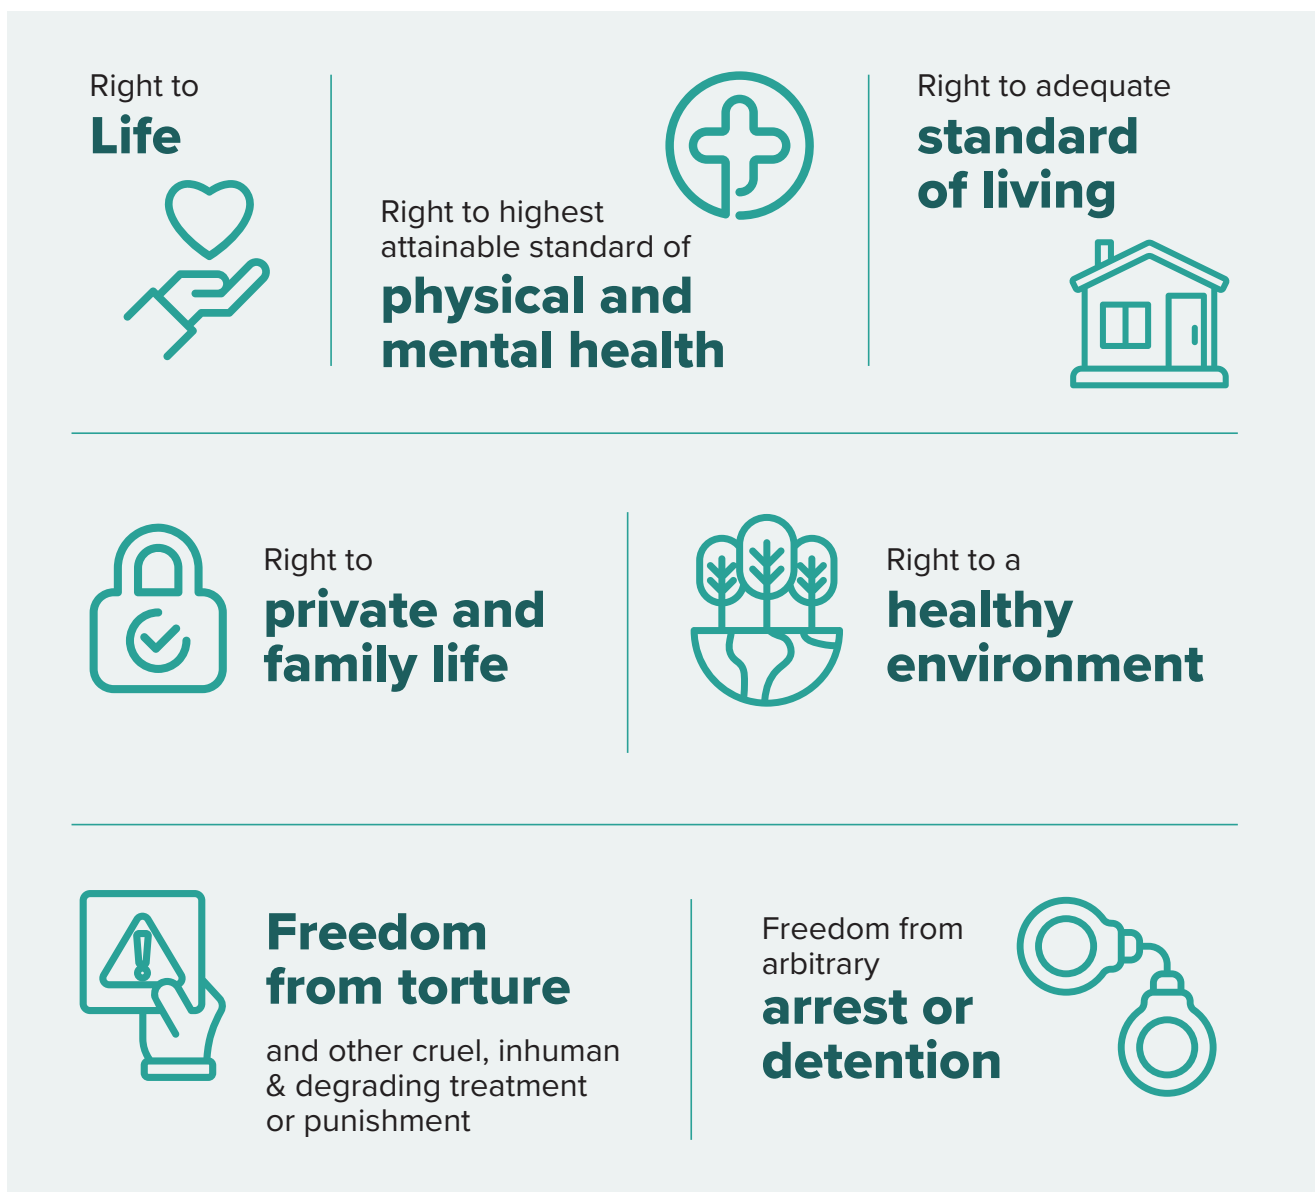 Right to
Life
Right to highest
attainable standard of
physical and
mental health
Right to adequate
standard
of living
Right to
private and
family life
Right to a
healthy
environment
Freedom
from torture
and other cruel, inhuman
& degrading treatment
or punishment
Freedom from
arbitrary
arrest or
detention